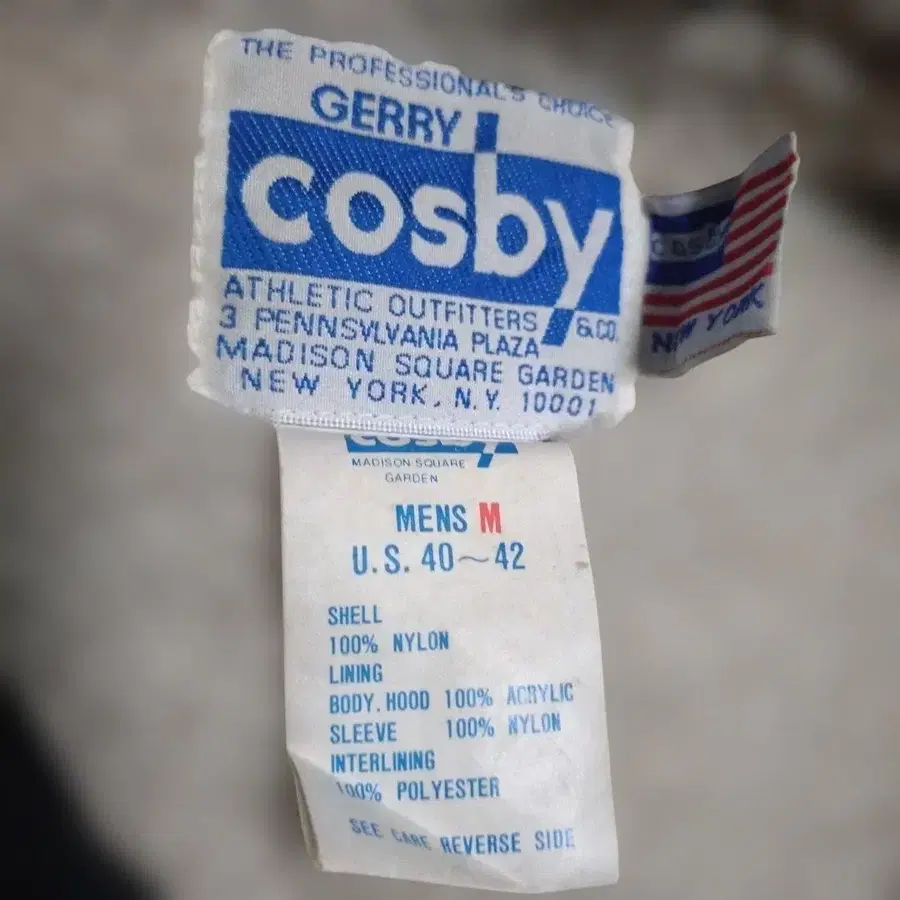 THE PROFESSIONAL'S CHOICE
GERRY
cosby
ATHLETIC OUTFITTERS & CO.
3 PENNSYLVANIA PLAZA
MADISON SQUARE GARDEN
NEW YORK, N.Y. 10001
COSBY
NEW YORK
cosby
MADISON SQUARE
GARDEN
MENS M
U.S. 40~42
SHELL
100% NYLON
LINING
BODY.HOOD 100% ACRYLIC
SLEEVE 100% NYLON
INTERLINING
100% POLYESTER
SEE CARE REVERSE SIDE